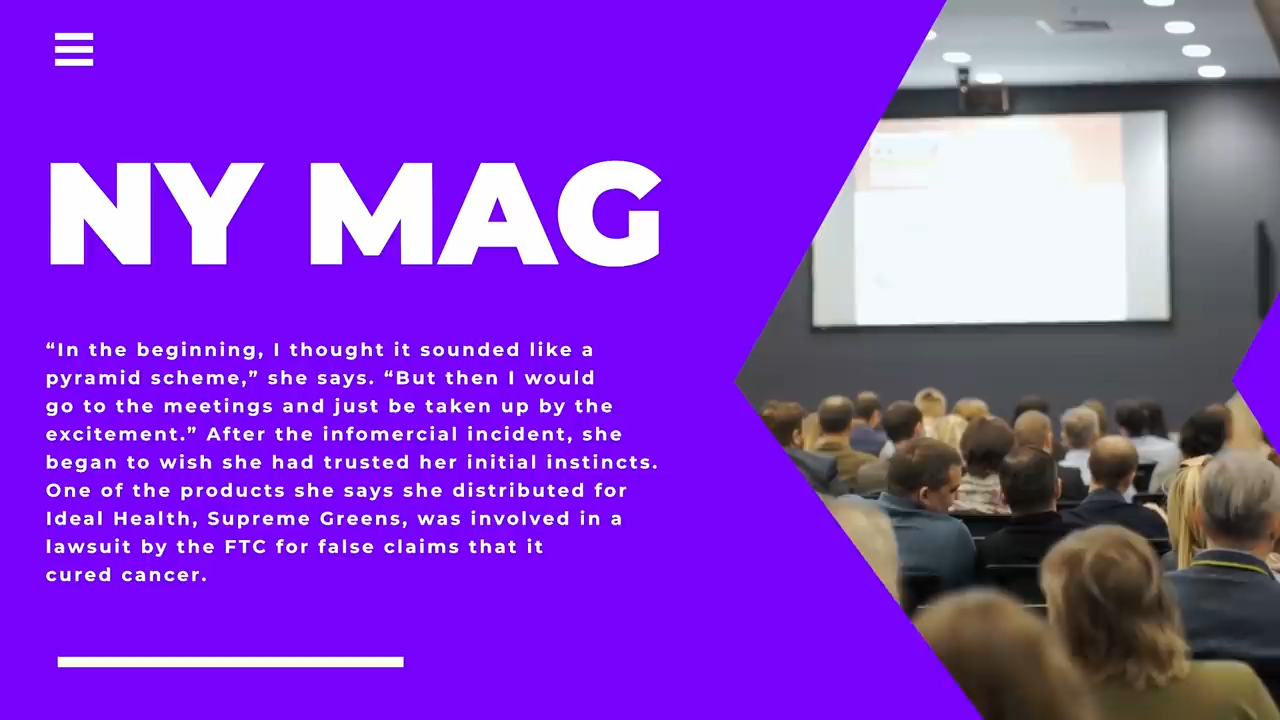 NY MAG
“In the beginning, I thought it sounded like a
pyramid scheme,” she says. “But then I would
go to the meetings and just be taken up by the
excitement.” After the infomercial incident, she
began to wish she had trusted her initial instincts.
One of the products she says she distributed for
Ideal Health, Supreme Greens, was involved in a
lawsuit by the FTC for false claims that it
cured cancer.